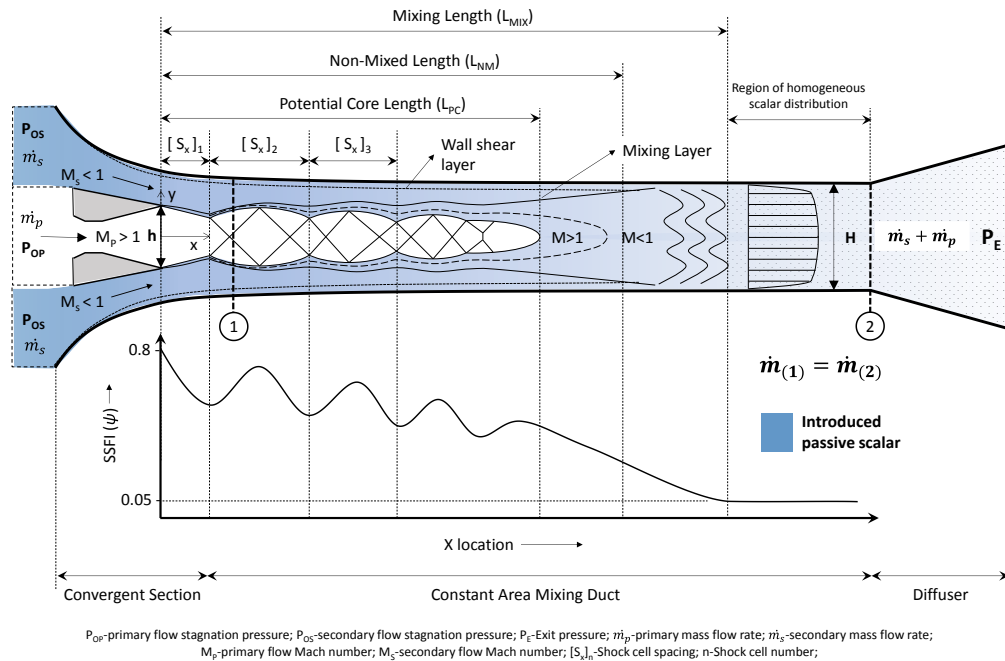 Mixing Length (L_MIX)
Non-Mixed Length (L_NM)
Region of homogeneous
scalar distribution
Potential Core Length (L_PC)
[ S_x]_1
[ S_x]_2
[ S_x]_3
Wall shear
layer
Mixing Layer
P_OS
ṁ_s
M_S < 1
y
ṁ_p
P_OP
M_P > 1
h
x
M>1
M<1
H
ṁ_s + ṁ_p
P_E
M_S < 1
P_OS
ṁ_s
1
2
0.8
ṁ_(1) = ṁ_(2)
SSFI (ψ)
Introduced
passive scalar
0.05
X location
Convergent Section
Constant Area Mixing Duct
Diffuser
P_OP-primary flow stagnation pressure; P_OS-secondary flow stagnation pressure; P_E-Exit pressure; ṁ_p-primary mass flow rate; ṁ_s-secondary mass flow rate;
M_P-primary flow Mach number; M_S-secondary flow Mach number; [S_x]_n-Shock cell spacing; n-Shock cell number;